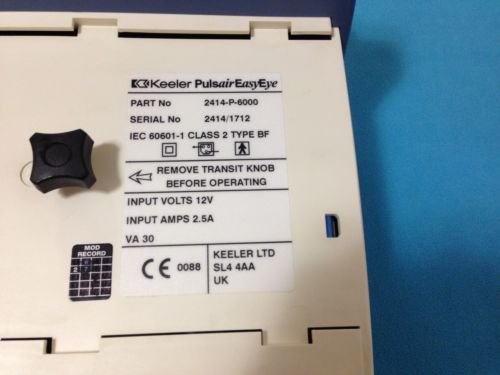 Keeler PulsairEasyEye
PART No 2414-P-6000
SERIAL No 2414/1712
IEC 60601-1 CLASS 2 TYPE BF
REMOVE TRANSIT KNOB
BEFORE OPERATING
INPUT VOLTS 12V
INPUT AMPS 2.5A
VA 30
CE 0088
KEELER LTD
SL4 4AA
UK
MOD
RECORD